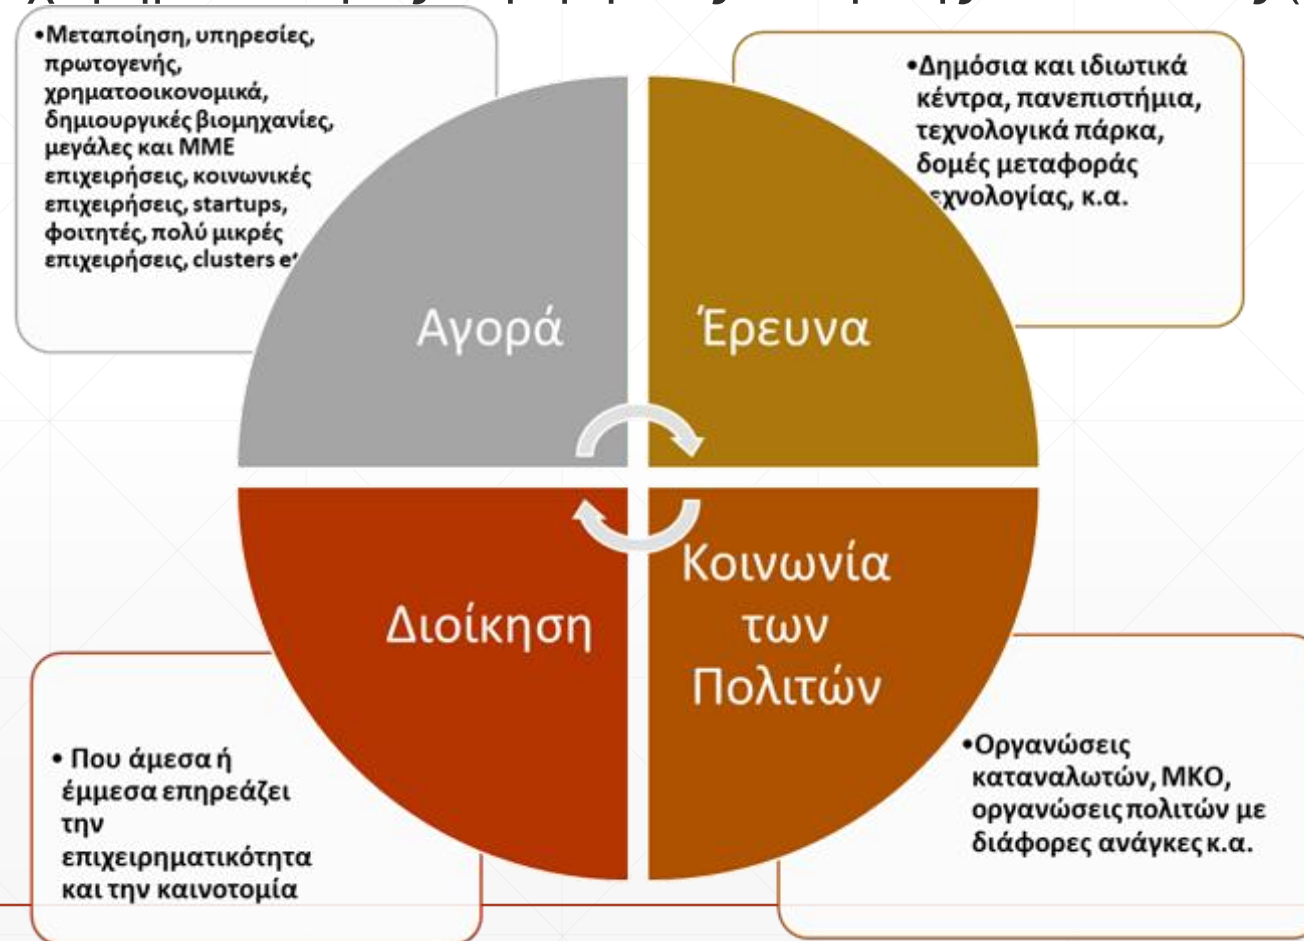 •Μεταποίηση, υπηρεσίες,
πρωτογενής,
χρηματοοικονομικά,
δημιουργικές βιομηχανίες,
μεγάλες και ΜΜΕ
επιχειρήσεις, κοινωνικές
επιχειρήσεις, startups,
φοιτητές, πολύ μικρές
επιχειρήσεις, clusters
•Δημόσια και ιδιωτικά
κέντρα, πανεπιστήμια,
τεχνολογικά πάρκα,
δομές μεταφοράς
εχνολογίας, κ.α.
Αγορά
Έρευνα
Διοίκηση
Κοινωνία
των
Πολιτών
• Που άμεσα ή
έμμεσα επηρεάζει
την
επιχειρηματικότητα
και την καινοτομία
•Οργανώσεις
καταναλωτών, ΜΚΟ,
οργανώσεις πολιτών με
διάφορες ανάγκες κ.α.